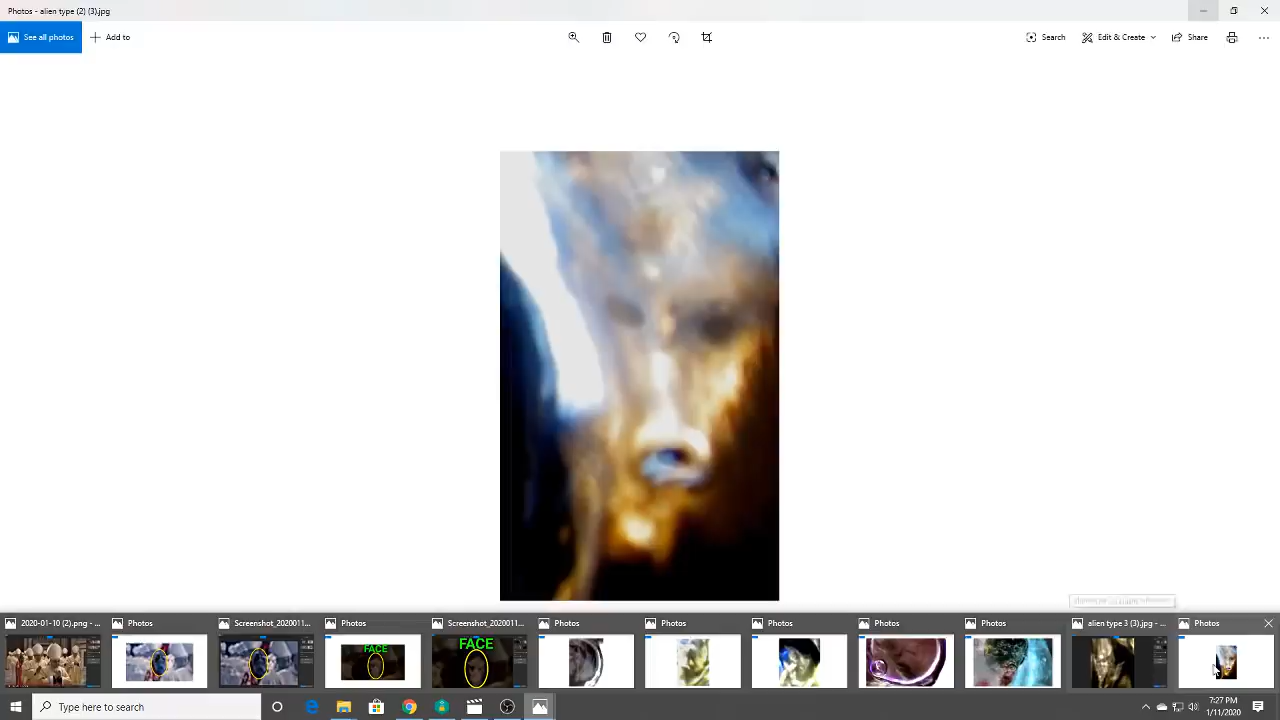 Photos - alien type (2) (3).jpg
See all photos
Add to
Search
Edit & Create
Share
2020-01-10 (2).png - ...
Photos
Screenshot_2020011...
Photos
Screenshot_2020011...
Photos
Photos
Photos
Photos
Photos
alien type 3 (3).jpg - ...
Photos
FACE
FACE
Type here to search
7:27 PM
1/11/2020